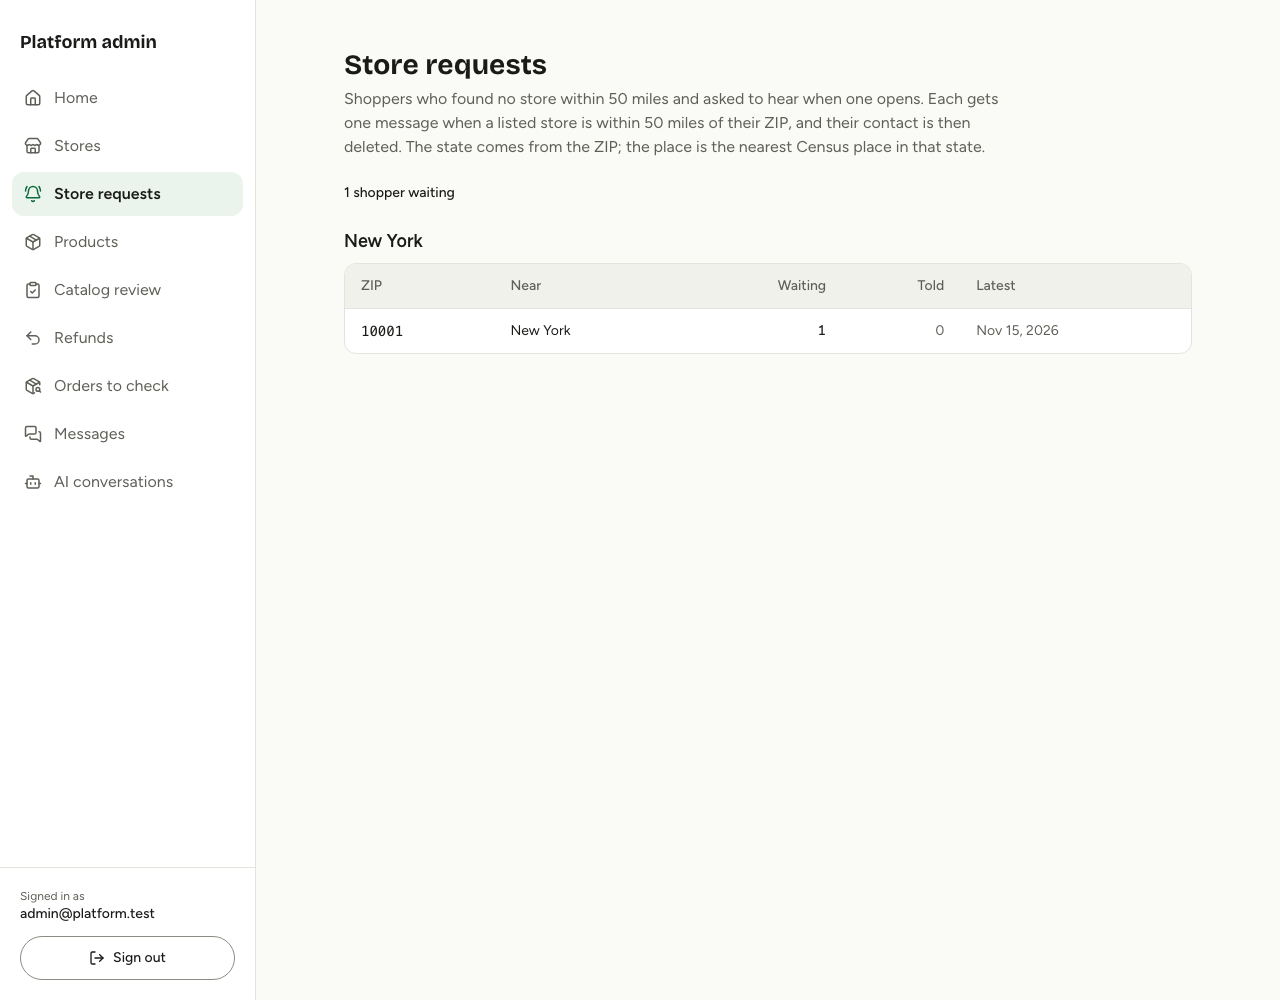 Platform admin
Home
Stores
Store requests
Products
Catalog review
Refunds
Orders to check
Messages
AI conversations
Signed in as
admin@platform.test
Sign out
Store requests
Shoppers who found no store within 50 miles and asked to hear when one opens. Each gets
one message when a listed store is within 50 miles of their ZIP, and their contact is then
deleted. The state comes from the ZIP; the place is the nearest Census place in that state.
1 shopper waiting
New York
ZIP Near Waiting Told Latest
10001 New York 1 0 Nov 15, 2026